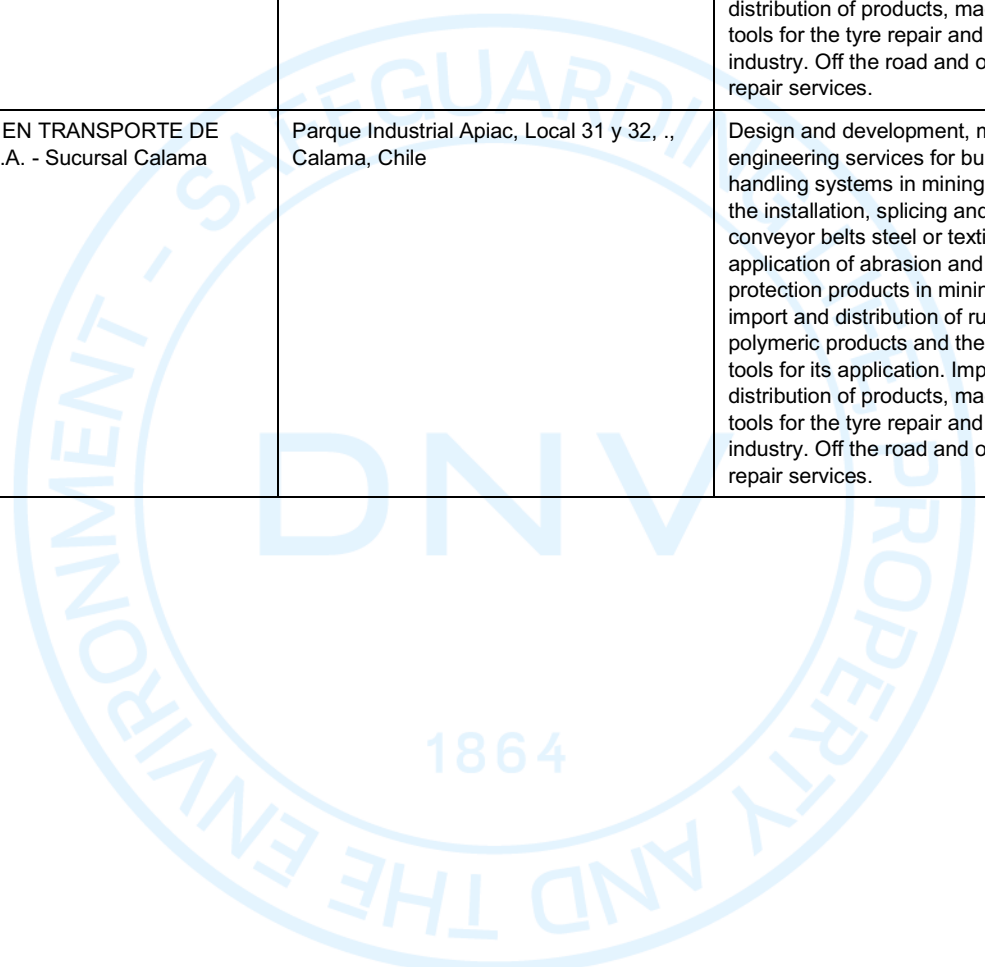 distribution of products, ma
tools for the tyre repair and
industry. Off the road and o
repair services.
EN TRANSPORTE DE
.A. - Sucursal Calama
Parque Industrial Apiac, Local 31 y 32, .,
Calama, Chile
Design and development, m
engineering services for bu
handling systems in mining
the installation, splicing and
conveyor belts steel or texti
application of abrasion and
protection products in minin
import and distribution of ru
polymeric products and the
tools for its application. Imp
distribution of products, ma
tools for the tyre repair and
industry. Off the road and o
repair services.
SAFEGUARDING LIFE, PROPERTY AND THE ENVIRONMENT -
DNV
1864